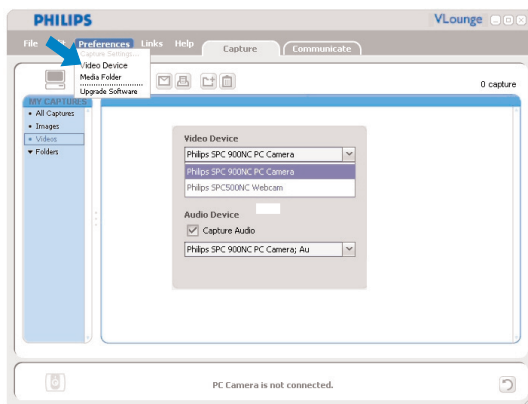 PHILIPS
VLounge
File Preferences Links Help Capture Communicate
Capture Settings...
Video Device
Media Folder
Upgrade Software
0 capture
MY CAPTURES
All Captures
Images
Videos
Folders
Video Device
Philips SPC 900NC PC Camera
Philips SPC 900NC PC Camera
Philips SPC500NC Webcam
Audio Device
Capture Audio
Philips SPC 900NC PC Camera; Au
PC Camera is not connected.